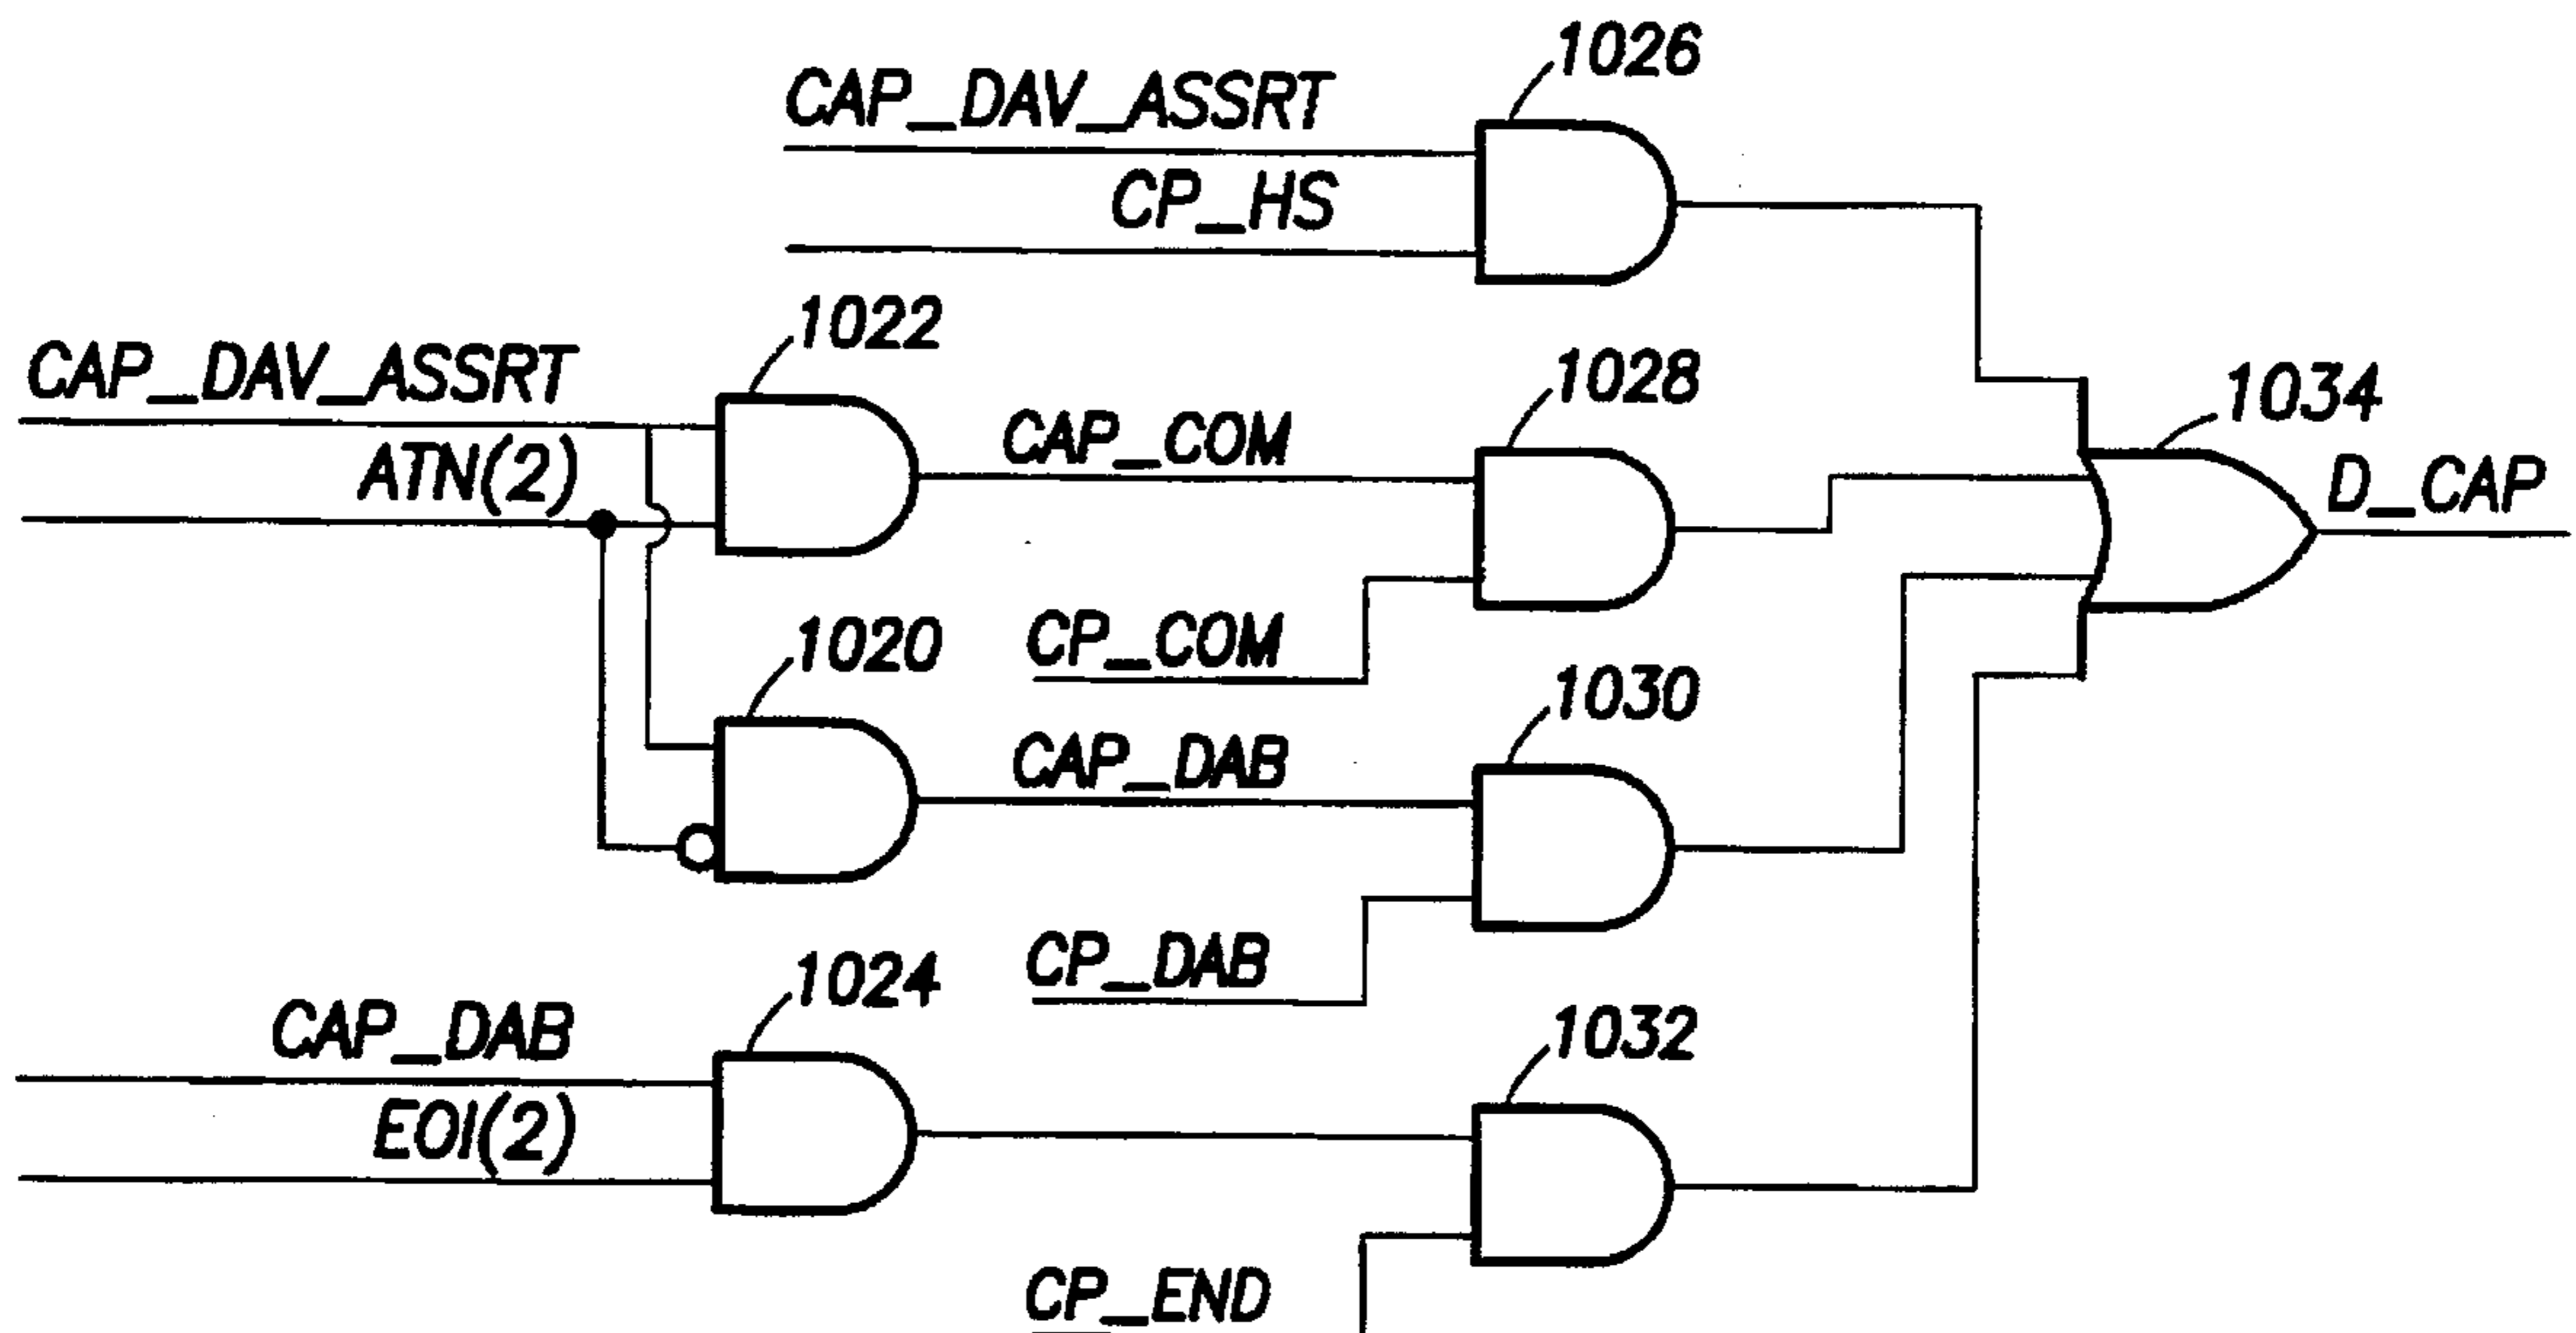 1026
CAP_DAV_ASSRT
CP_HS
1022
CAP_DAV_ASSRT
ATN(2)
1028
CAP_COM
1034
D_CAP
1020
CP_COM
1030
CAP_DAB
CP_DAB
1024
CAP_DAB
EOI(2)
1032
CP_END